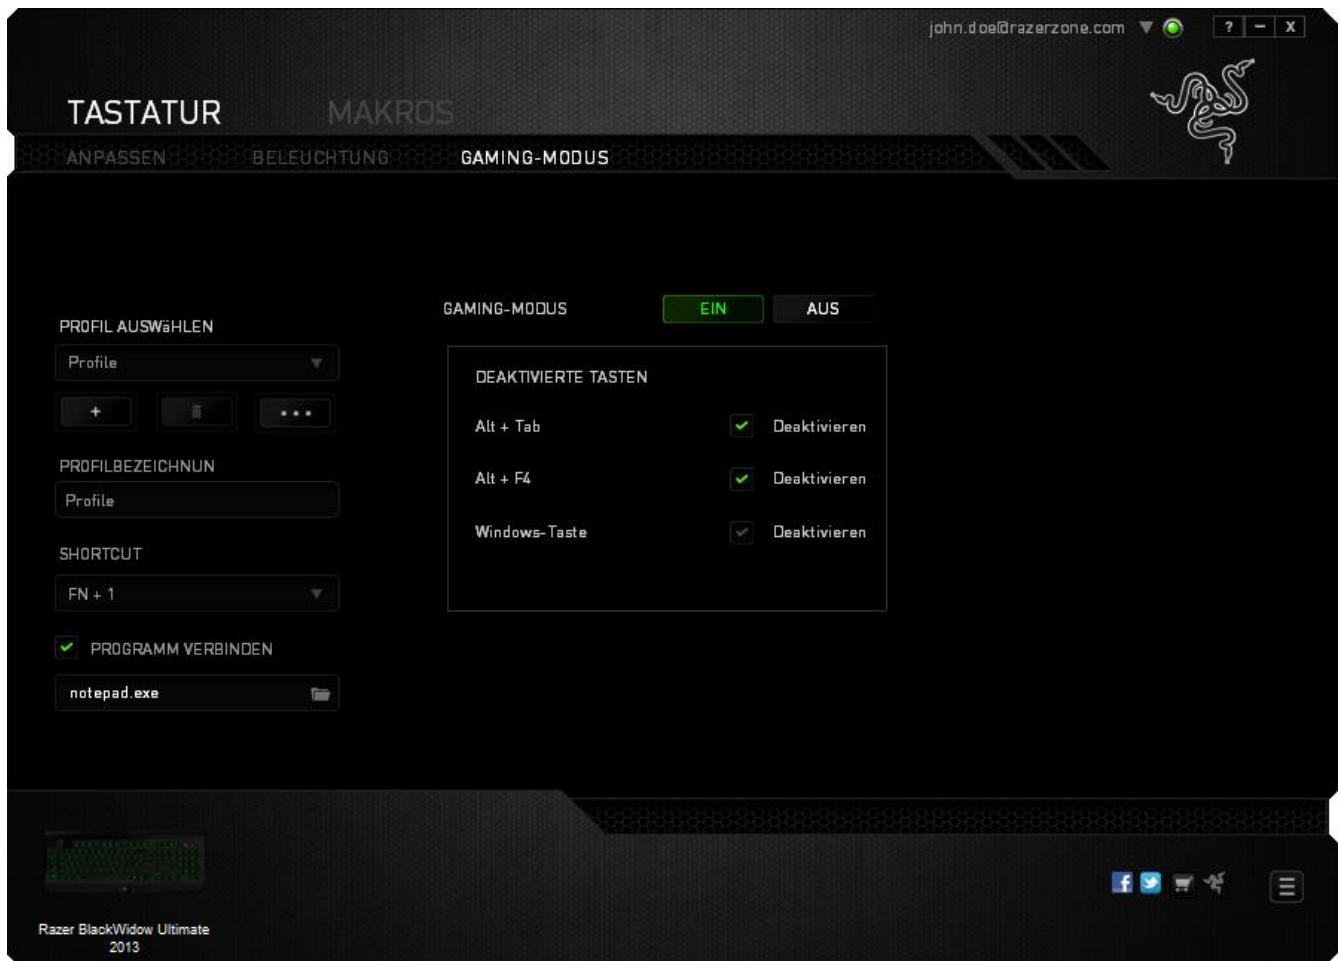 john.doe@razerzone.com
? – X
TASTATUR MAKROS
ANPASSEN BELEUCHTUNG GAMING-MODUS
PROFIL AUSWäHLEN
Profile
+ •••
PROFILBEZEICHNUN
Profile
SHORTCUT
FN + 1
PROGRAMM VERBINDEN
notepad.exe
GAMING-MODUS EIN AUS
DEAKTIVIERTE TASTEN
Alt + Tab Deaktivieren
Alt + F4 Deaktivieren
Windows-Taste Deaktivieren
Razer BlackWidow Ultimate
2013